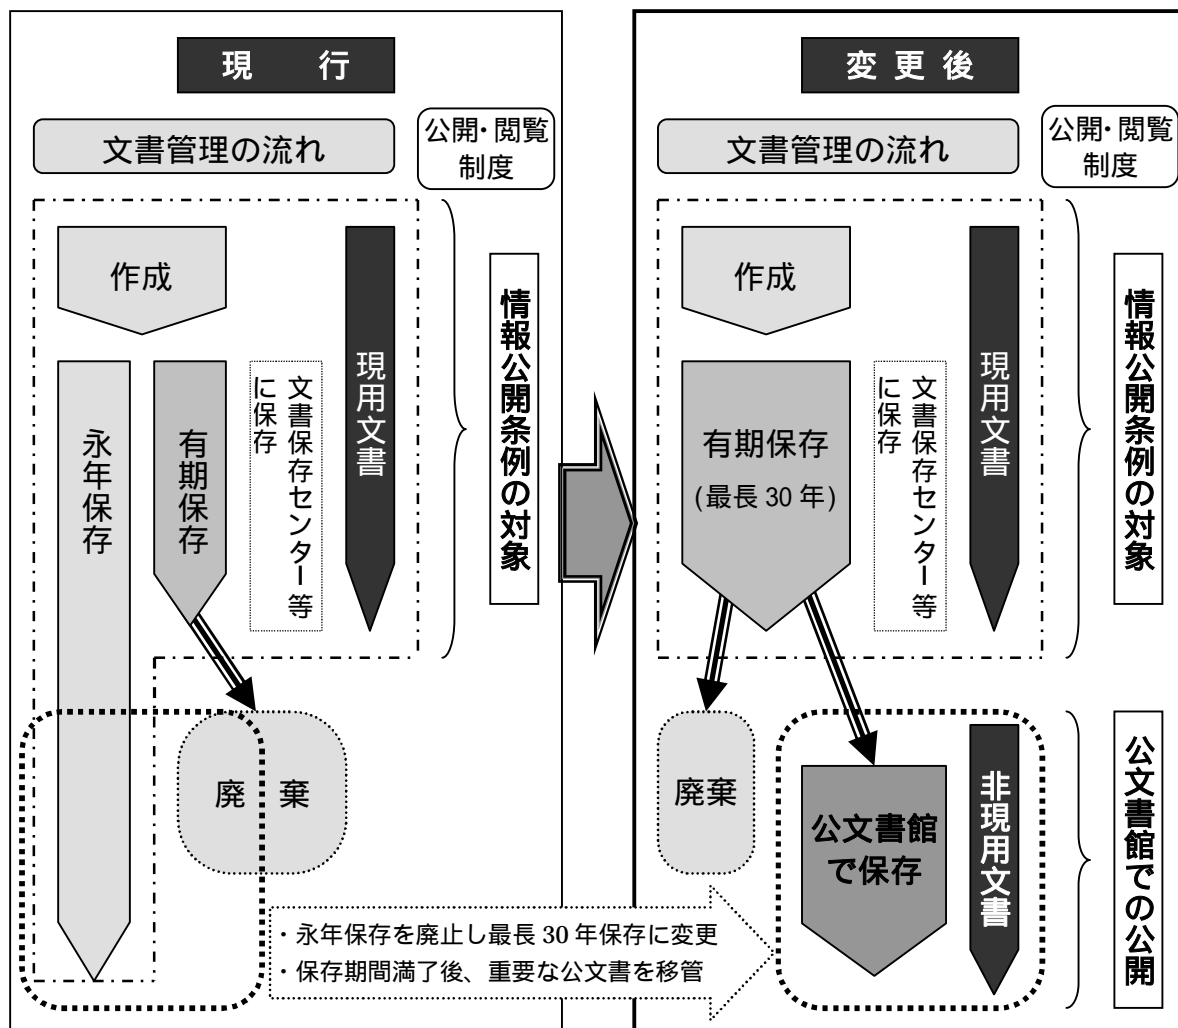 現 行
文書管理の流れ
公開・閲覧
制度
作成
永年保存
有期保存
文書保存センター等
に保存
現用文書
情報公開条例の対象
廃 棄
変 更 後
文書管理の流れ
公開・閲覧
制度
作成
有期保存
(最長 30 年)
文書保存センター等
に保存
現用文書
情報公開条例の対象
廃棄
公文書館
で保存
非現用文書
公文書館での公開
・永年保存を廃止し最長 30 年保存に変更
・保存期間満了後、重要な公文書を移管